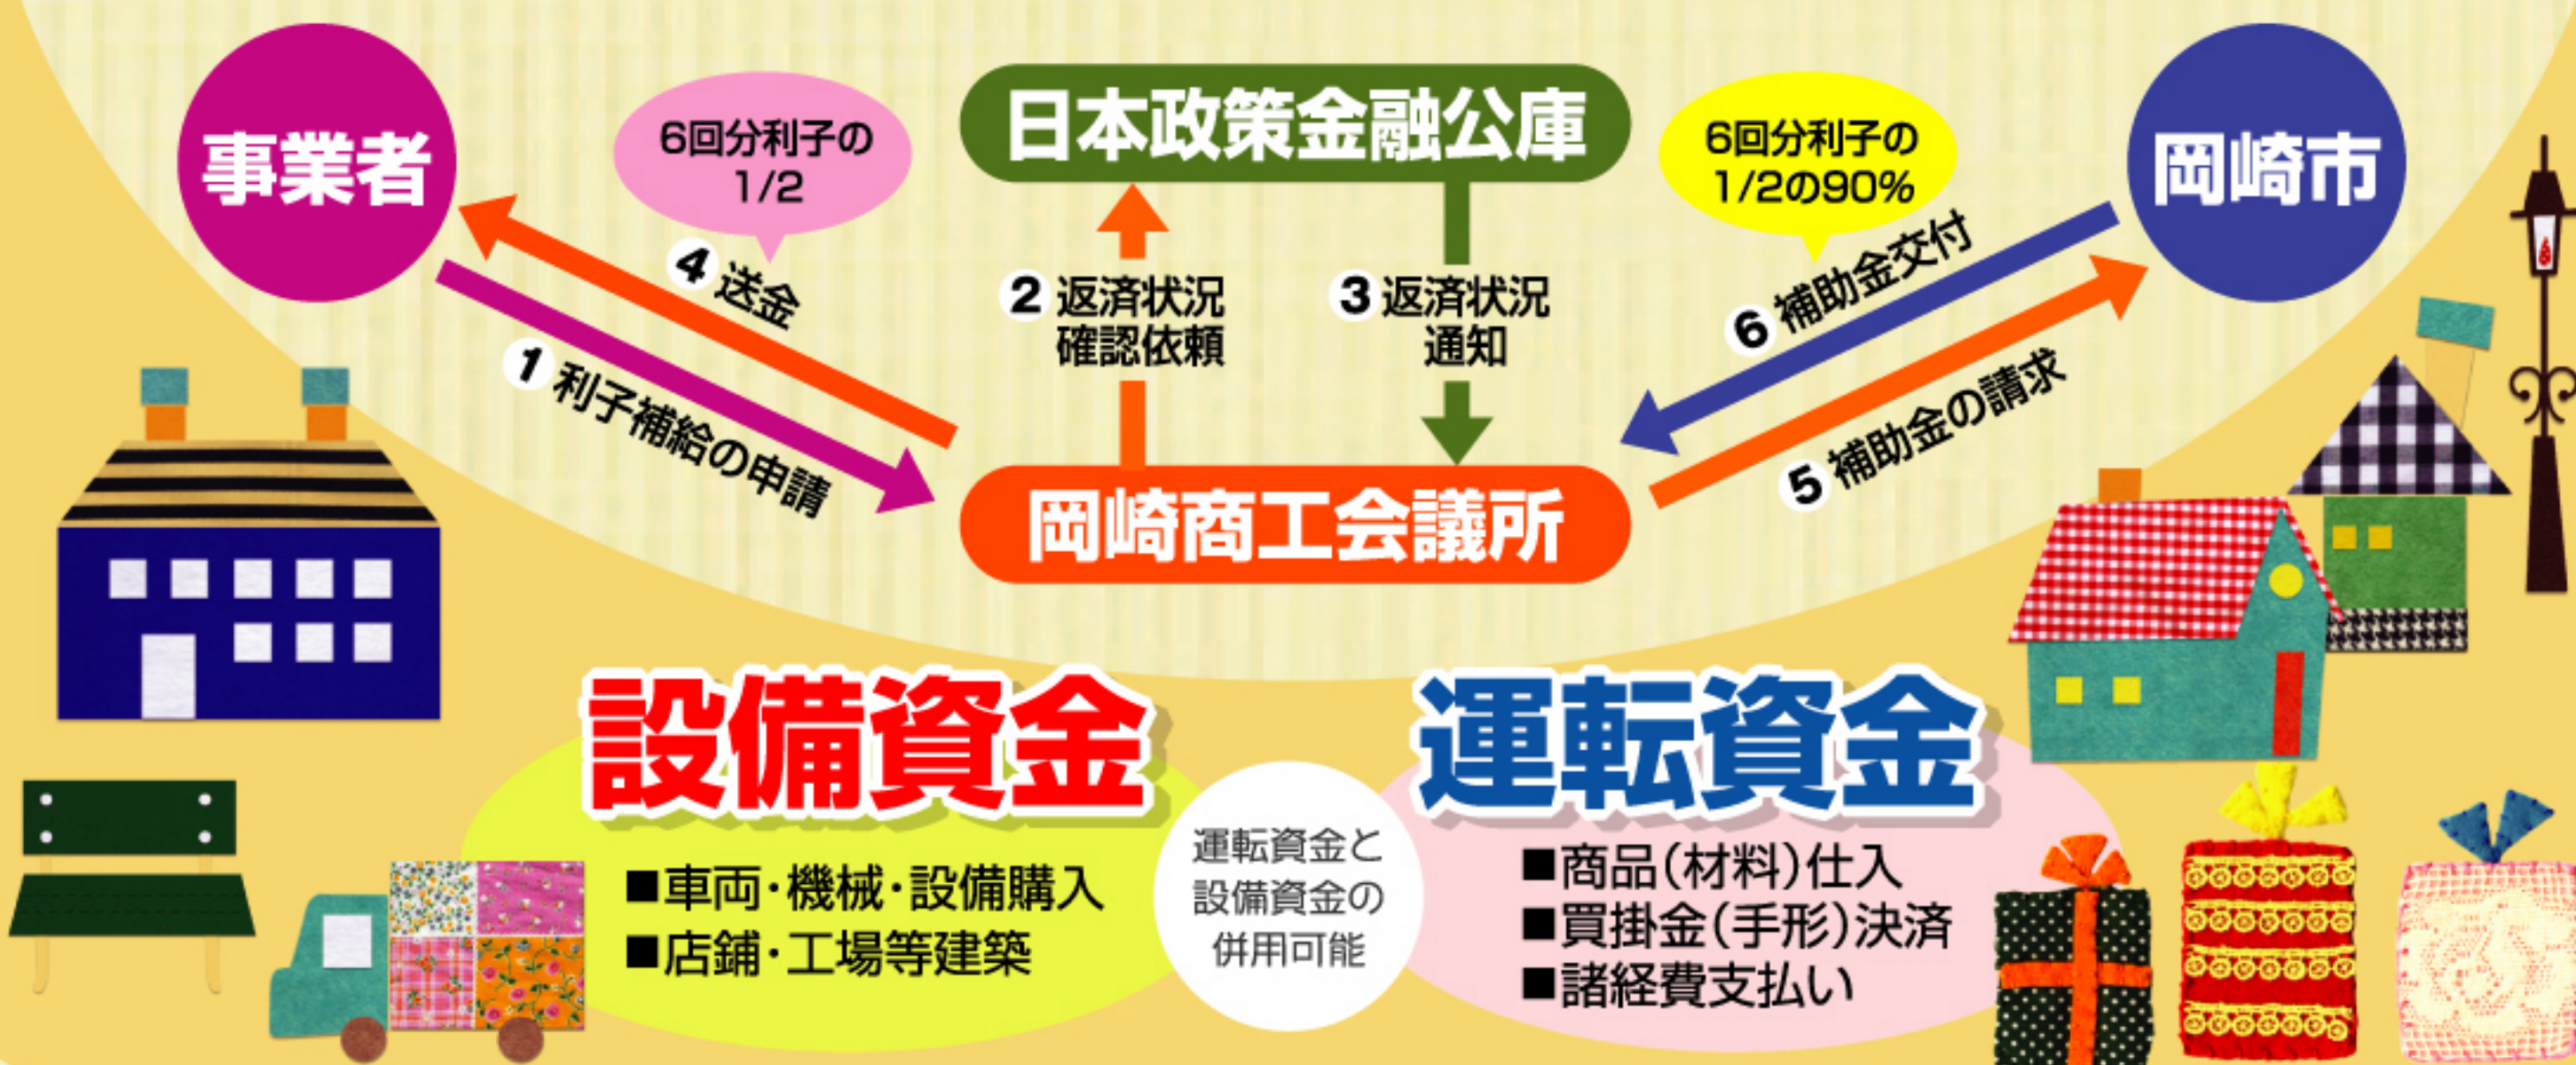 事業者
6回分利子の
1/2
日本政策金融公庫
6回分利子の
1/2の90%
岡崎市
4 送金
1 利子補給の申請
2 返済状況
確認依頼
3 返済状況
通知
6 補助金交付
5 補助金の請求
岡崎商工会議所
設備資金
■車両・機械・設備購入
■店鋪・工場等建築
運転資金と
設備資金の
併用可能
運転資金
■商品(材料)仕入
■買掛金(手形)決済
■諸経費支払い